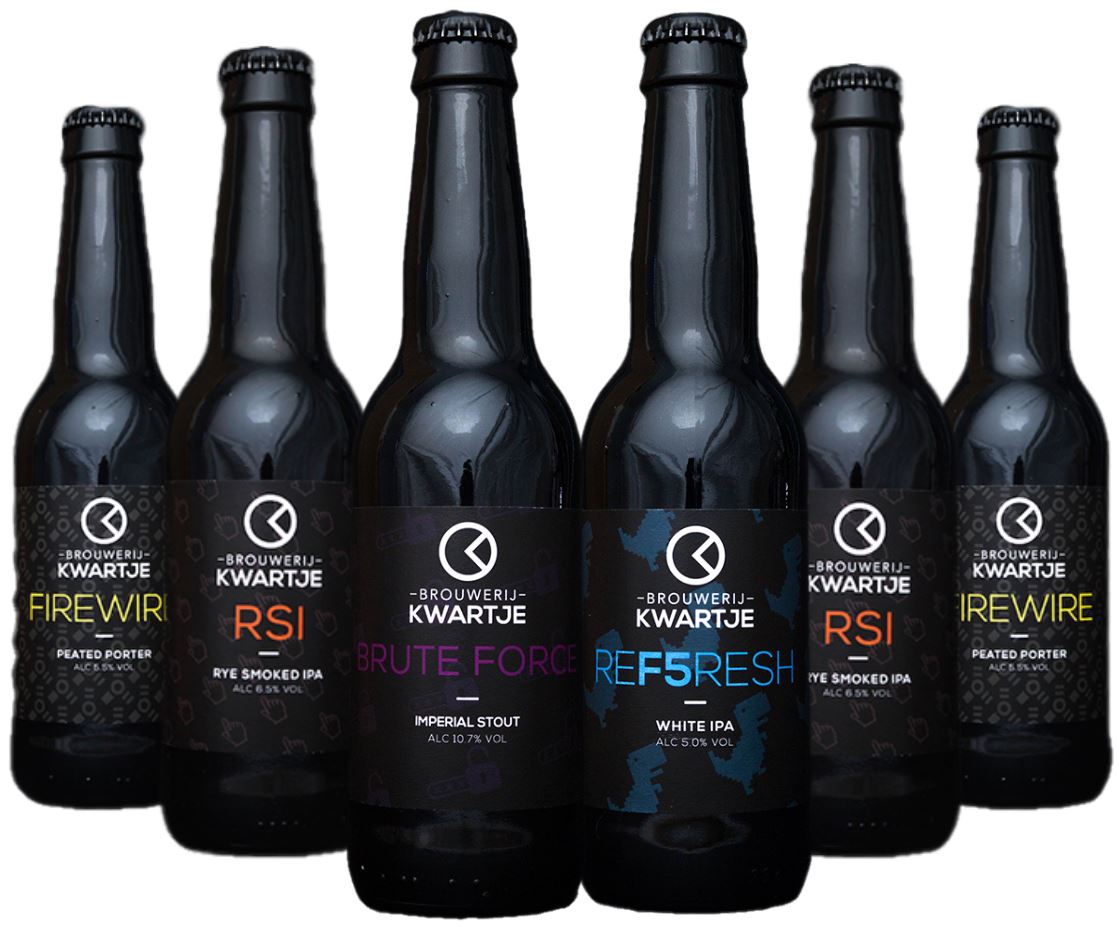 -BROUWERIJ-
KWARTJE
FIREWIRE
PEATED PORTER
ALC 5.5% VOL
-BROUWERIJ-
KWARTJE
RSI
RYE SMOKED IPA
ALC 6.5% VOL
-BROUWERIJ-
KWARTJE
BRUTE FORCE
IMPERIAL STOUT
ALC 10.7% VOL
-BROUWERIJ-
KWARTJE
REF5RESH
WHITE IPA
ALC 5.0% VOL
-BROUWERIJ-
KWARTJE
RSI
RYE SMOKED IPA
ALC 6.5% VOL
-BROUWERIJ-
KWARTJE
FIREWIRE
PEATED PORTER
ALC 5.5% VOL